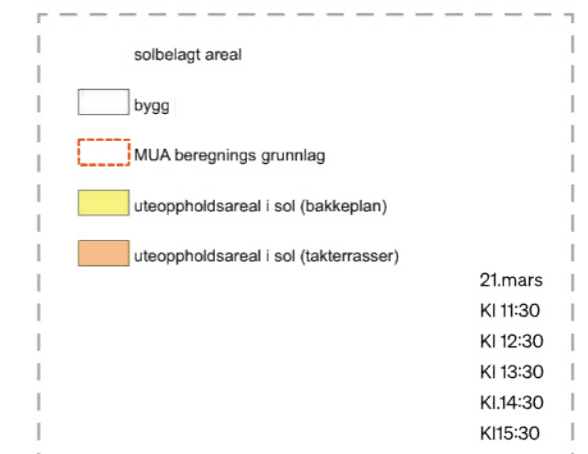 solbelagt areal
bygg
MUA beregnings grunnlag
uteoppholdsareal i sol (bakkeplan)
uteoppholdsareal i sol (takterrasser)
21.mars
Kl 11:30
Kl 12:30
Kl 13:30
Kl.14:30
Kl15:30